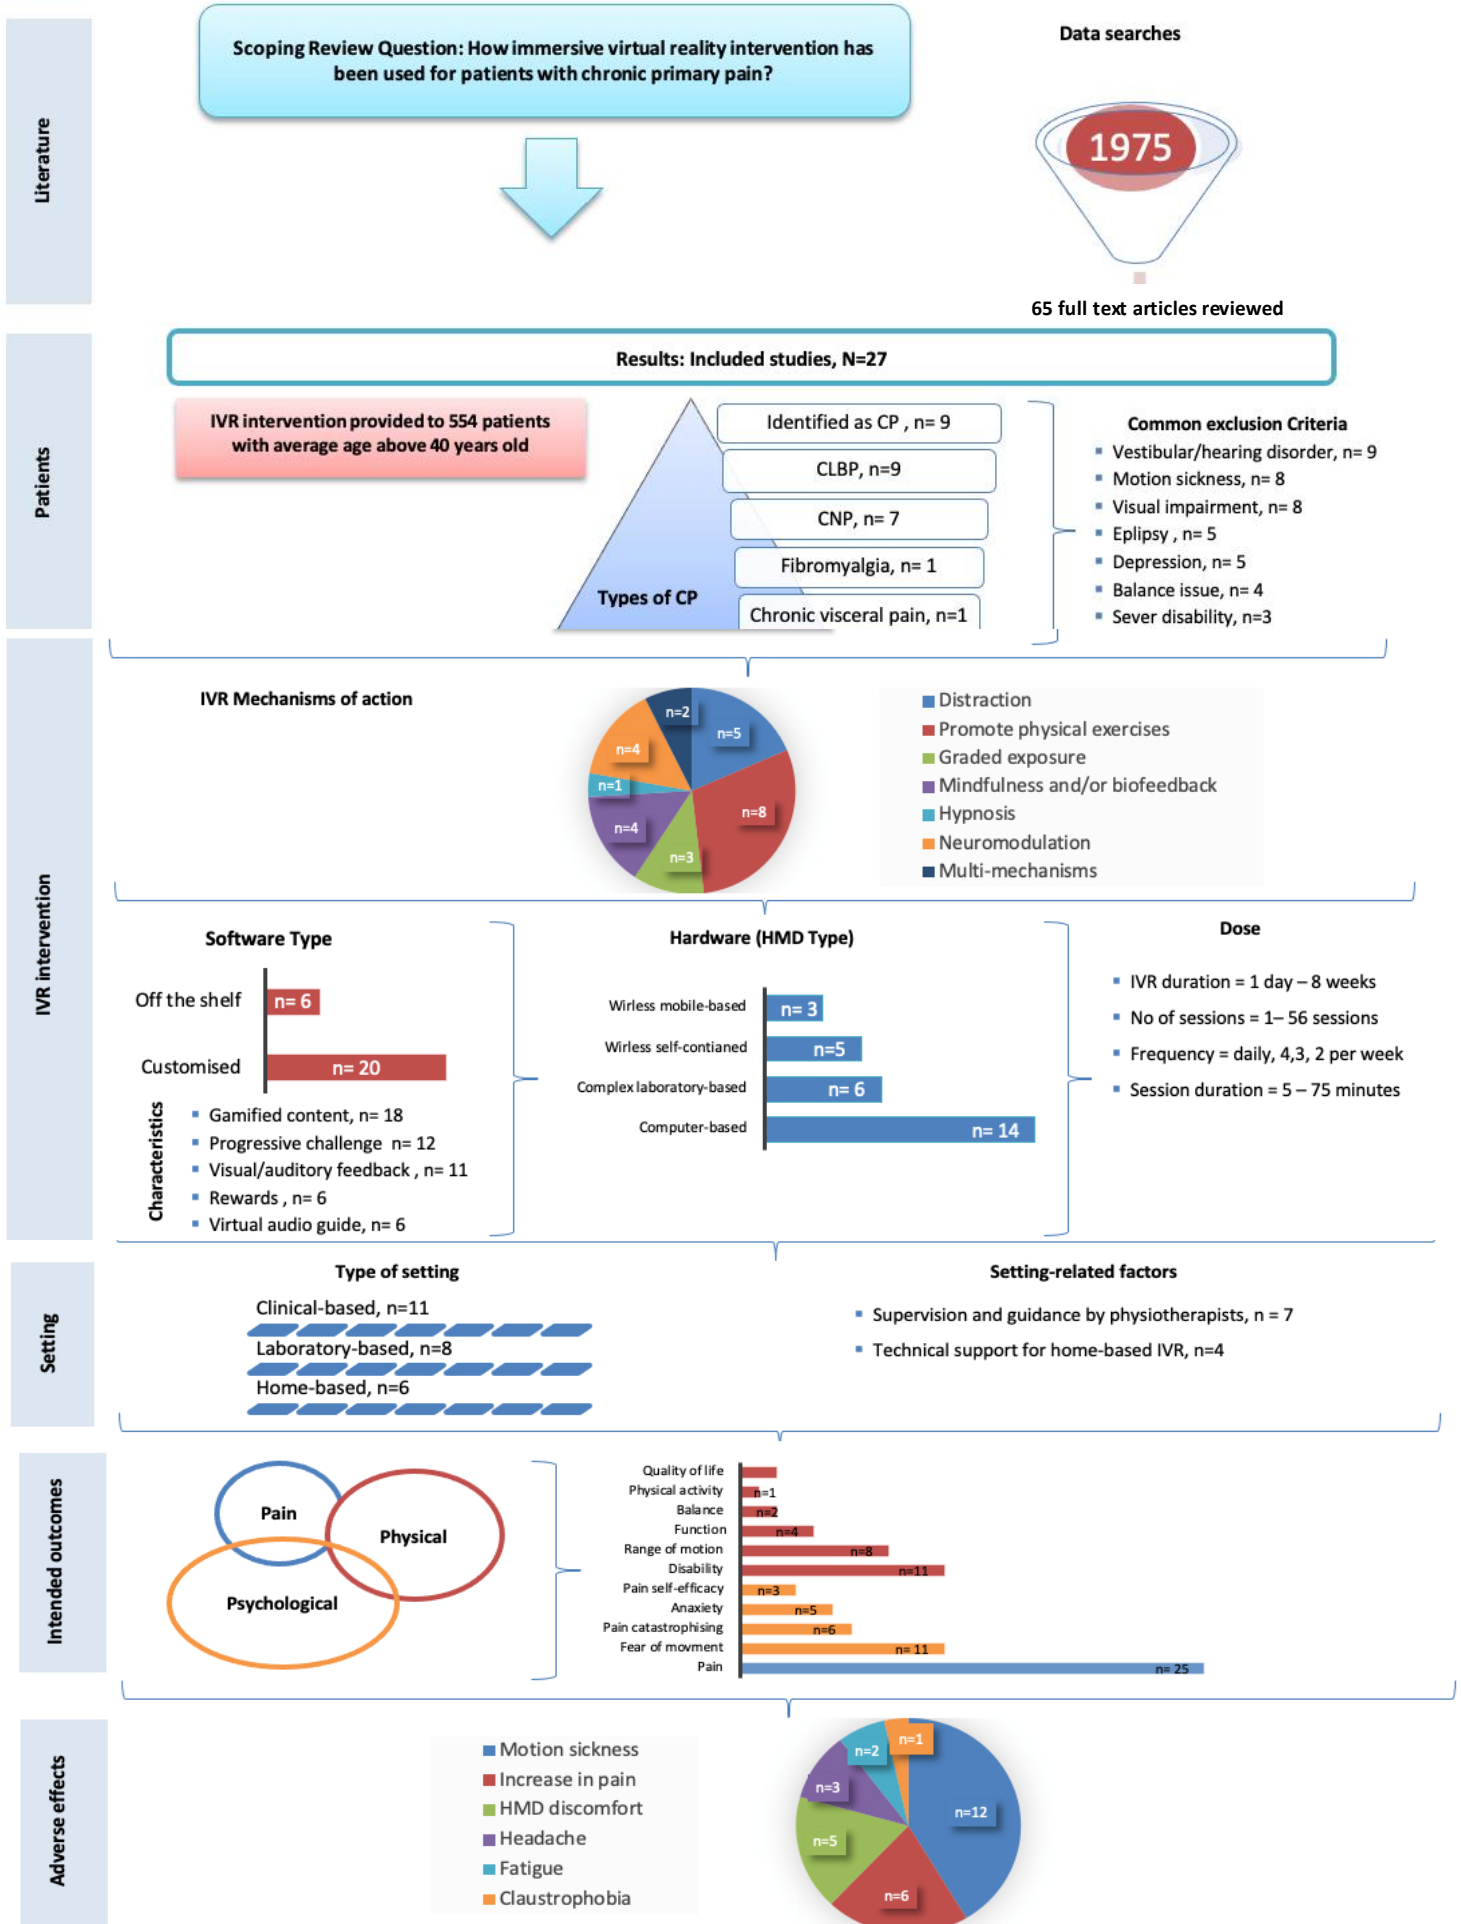 Literature
Scoping Review Question: How immersive virtual reality intervention has
been used for patients with chronic primary pain?
Data searches
1975
65 full text articles reviewed
Patients
Results: Included studies, N=27
IVR intervention provided to 554 patients
with average age above 40 years old
Types of CP
Identified as CP , n= 9
CLBP, n=9
CNP, n= 7
Fibromyalgia, n= 1
Chronic visceral pain, n=1
Common exclusion Criteria
Vestibular/hearing disorder, n= 9
Motion sickness, n= 8
Visual impairment, n= 8
Eplipsy , n= 5
Depression, n= 5
Balance issue, n= 4
Sever disability, n=3
IVR intervention
IVR Mechanisms of action
n=2
n=5
n=4
n=1
n=8
n=4
n=3
Distraction
Promote physical exercises
Graded exposure
Mindfulness and/or biofeedback
Hypnosis
Neuromodulation
Multi-mechanisms
Software Type
Off the shelf
n= 6
Customised
n= 20
Characteristics
Gamified content, n= 18
Progressive challenge n= 12
Visual/auditory feedback , n= 11
Rewards , n= 6
Virtual audio guide, n= 6
Hardware (HMD Type)
Wirless mobile-based
n= 3
Wirless self-contianed
n=5
Complex laboratory-based
n= 6
Computer-based
n= 14
Dose
IVR duration = 1 day – 8 weeks
No of sessions = 1– 56 sessions
Frequency = daily, 4,3, 2 per week
Session duration = 5 – 75 minutes
Setting
Type of setting
Clinical-based, n=11
Laboratory-based, n=8
Home-based, n=6
Setting-related factors
Supervision and guidance by physiotherapists, n = 7
Technical support for home-based IVR, n=4
Intended outcomes
Pain
Physical
Psychological
Quality of life
Physical activity
n=1
Balance
n=2
Function
n=4
Range of motion
n=8
Disability
n=11
Pain self-efficacy
n=3
Anaxiety
n=5
Pain catastrophising
n=6
Fear of movment
n= 11
Pain
n= 25
Adverse effects
Motion sickness
Increase in pain
HMD discomfort
Headache
Fatigue
Claustrophobia
n=1
n=2
n=3
n=12
n=5
n=6